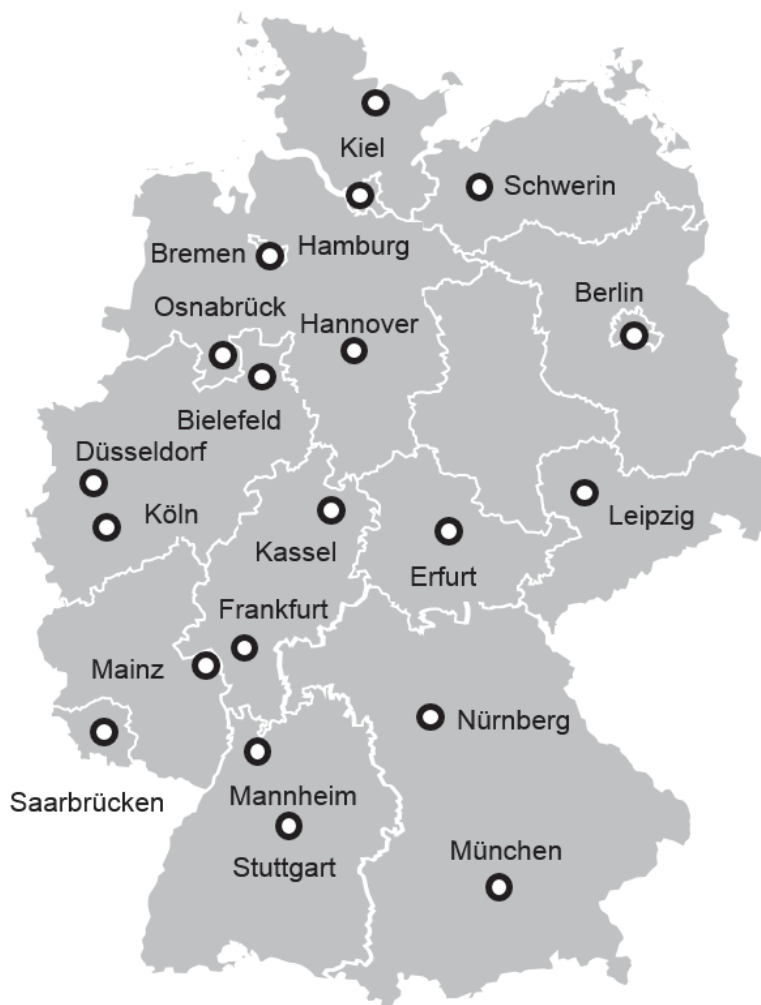 Kiel
Schwerin
Bremen
Hamburg
Berlin
Osnabrück
Hannover
Bielefeld
Düsseldorf
Köln
Leipzig
Kassel
Erfurt
Frankfurt
Mainz
Nürnberg
Saarbrücken
Mannheim
München
Stuttgart